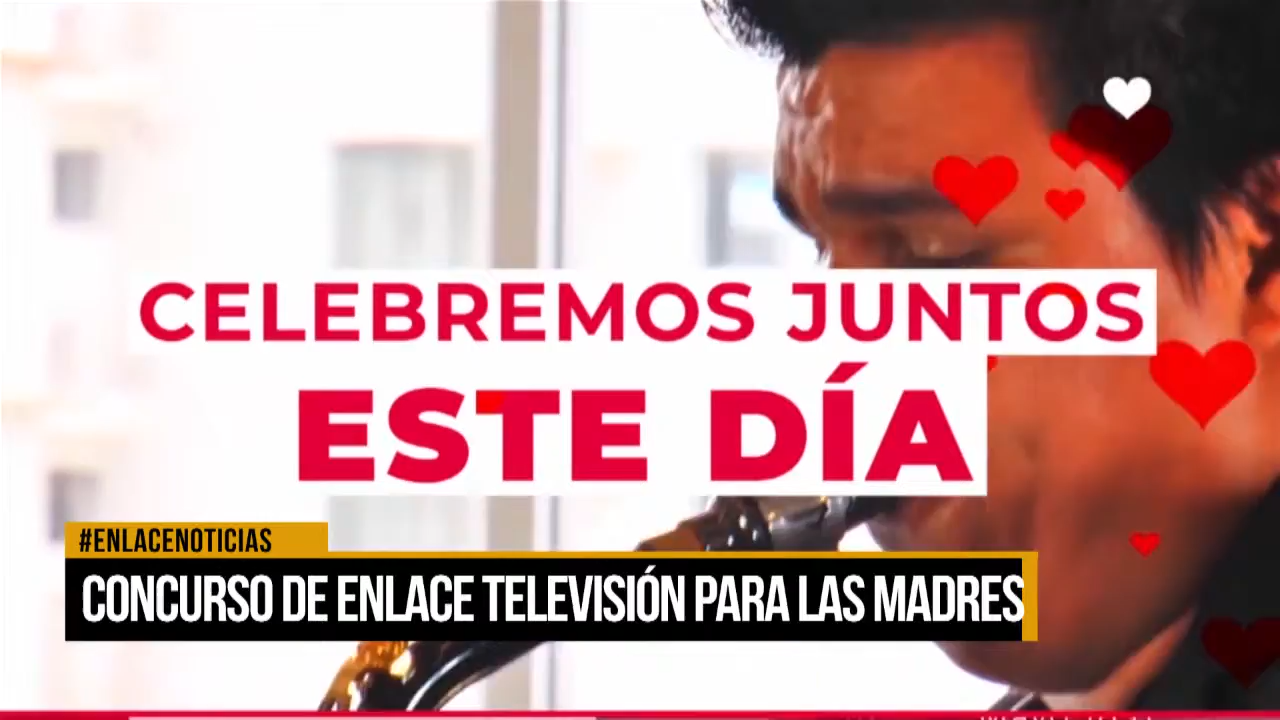 CELEBREMOS JUNTOS
ESTE DÍA
#ENLACENOTICIAS
CONCURSO DE ENLACE TELEVISIÓN PARA LAS MADRES